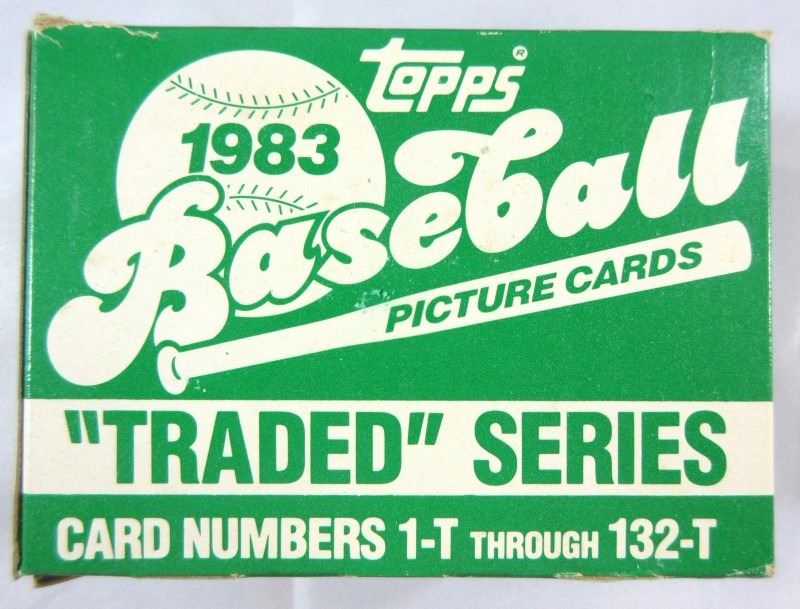 topps®
1983
Baseball
PICTURE CARDS
"TRADED" SERIES
CARD NUMBERS 1-T THROUGH 132-T